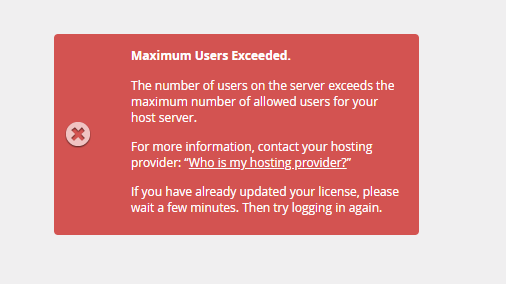 Maximum Users Exceeded.
The number of users on the server exceeds the
maximum number of allowed users for your
host server.
For more information, contact your hosting
provider: “Who is my hosting provider?”
If you have already updated your license, please
wait a few minutes. Then try logging in again.